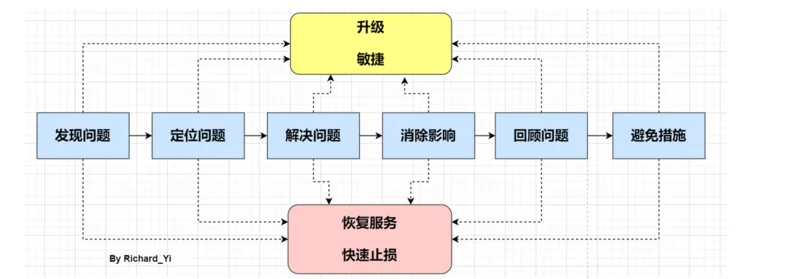 升级
敏捷
发现问题
定位问题
解决问题
消除影响
回顾问题
避免措施
恢复服务
快速止损
By Richard_Yi